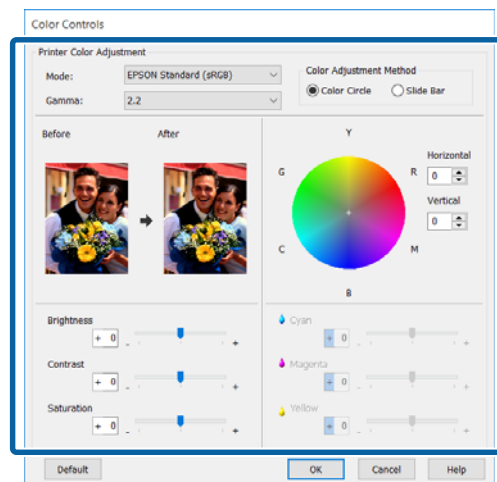 Color Controls
Printer Color Adjustment
Mode: EPSON Standard (sRGB)
Gamma: 2.2
Color Adjustment Method
Color Circle Slide Bar
Before After
Y
G R
C M
B
Horizontal
0
Vertical
0
Brightness
+ 0 - +
Contrast
+ 0 - +
Saturation
+ 0 - +
Cyan
+ 0 - +
Magenta
+ 0 - +
Yellow
+ 0 - +
Default OK Cancel Help